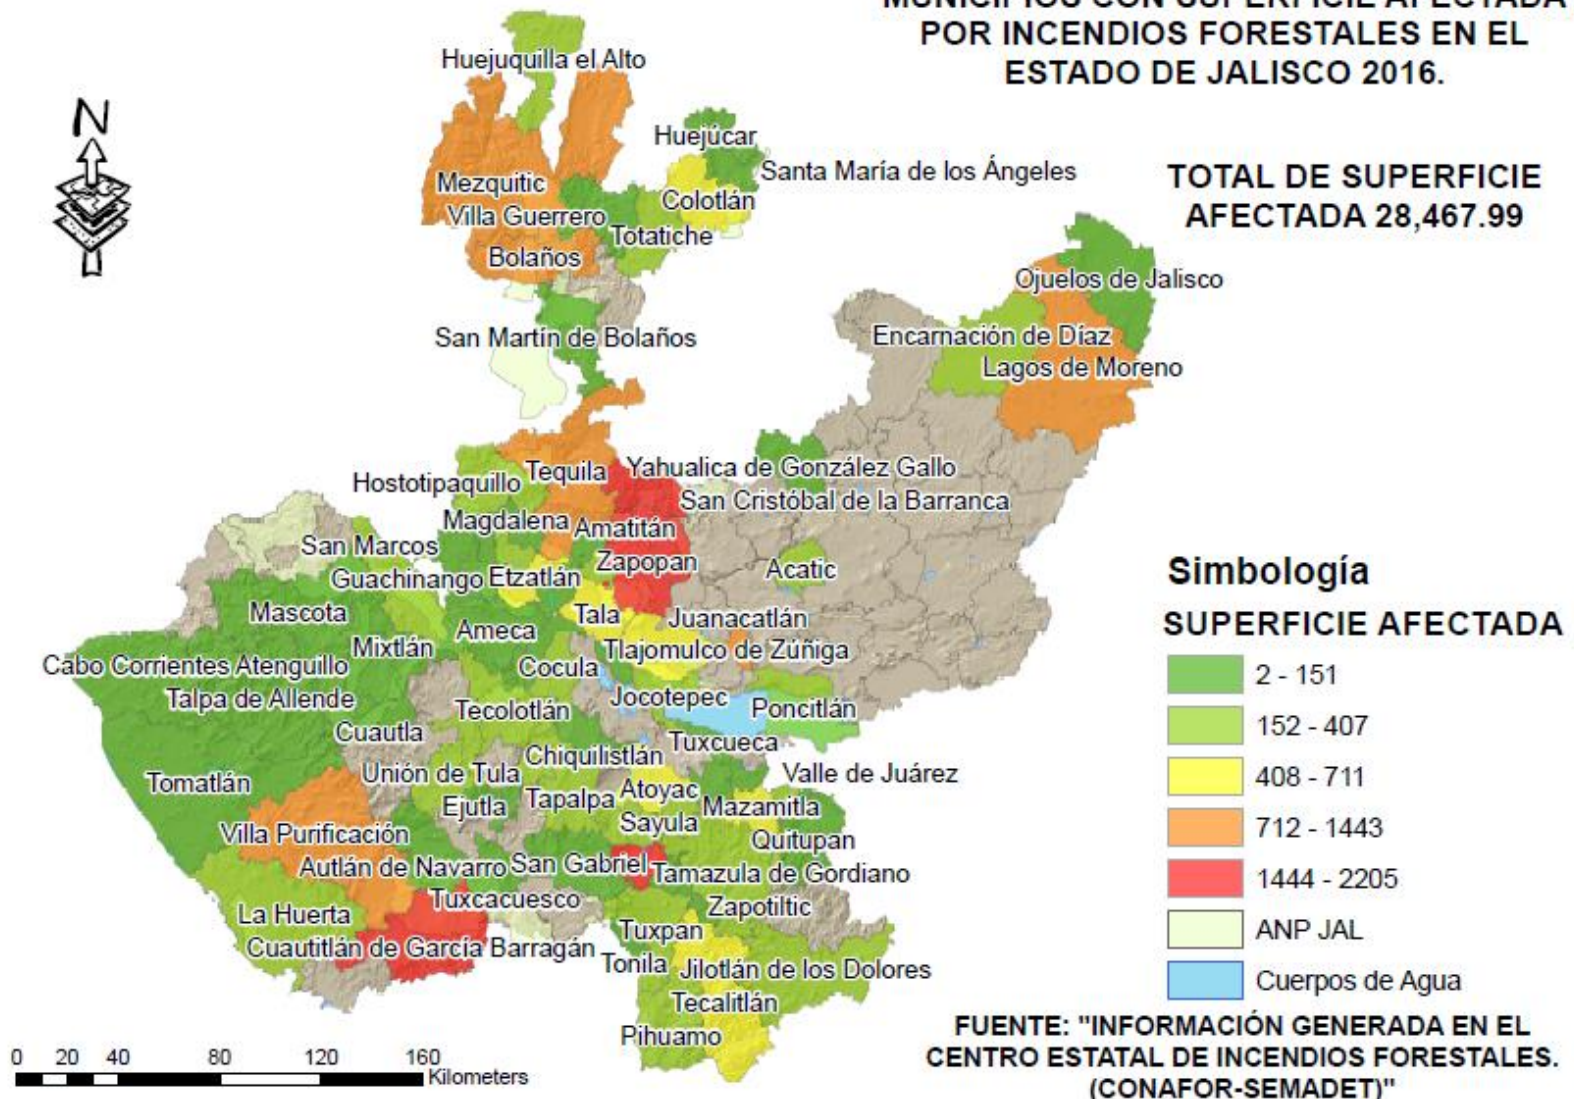 MUNICIPIOS CON SUPERFICIE AFECTADA
POR INCENDIOS FORESTALES EN EL
ESTADO DE JALISCO 2016.
TOTAL DE SUPERFICIE
AFECTADA 28,467.99
N
Huejuquilla el Alto
Huejúcar
Santa María de los Ángeles
Mezquitic
Colotlán
Villa Guerrero
Totatiche
Bolaños
Ojuelos de Jalisco
San Martín de Bolaños
Encarnación de Díaz
Lagos de Moreno
Tequila
Yahualica de González Gallo
Hostotipaquillo
San Cristóbal de la Barranca
Magdalena
Amatitán
San Marcos
Zapopan
Acatic
Guachinango
Etzatlán
Mascota
Tala
Juanacatlán
Ameca
Mixtlán
Tlajomulco de Zúñiga
Cabo Corrientes
Atenguillo
Cocula
Talpa de Allende
Jocotepec
Poncitlán
Tecolotlán
Cuautla
Tuxcueca
Chiquilistlán
Unión de Tula
Valle de Juárez
Tomatlán
Atoyac
Ejutla
Tapalpa
Mazamitla
Sayula
Villa Purificación
Quitupan
Autlán de Navarro
San Gabriel
Tamazula de Gordiano
Tuxcacuesco
Zapotiltic
La Huerta
Tuxpan
Cuautitlán de García Barragán
Tonila
Jilotlán de los Dolores
Tecalitlán
Pihuamo
Simbología
SUPERFICIE AFECTADA
2 - 151
152 - 407
408 - 711
712 - 1443
1444 - 2205
ANP JAL
Cuerpos de Agua
FUENTE: "INFORMACIÓN GENERADA EN EL
CENTRO ESTATAL DE INCENDIOS FORESTALES.
(CONAFOR-SEMADET)"
0 20 40 80 120 160
Kilometers